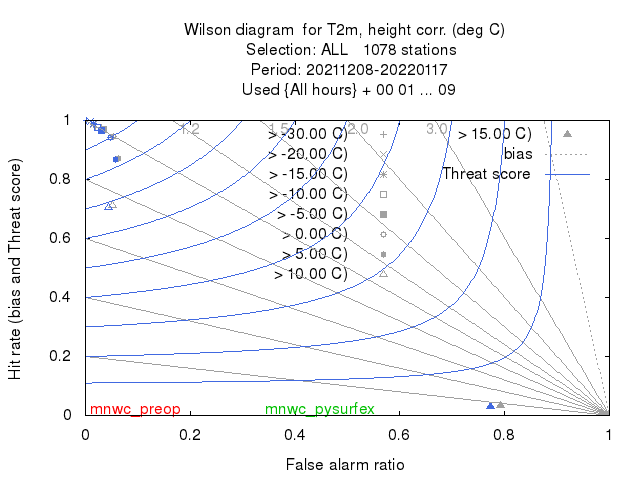 Wilson diagram  for T2m, height corr. (deg C)
Selection: ALL   1078 stations
Period: 20211208-20220117
Used {All hours} + 00 01 ... 09
Hit rate (bias and Threat score)
1
0.8
0.6
0.4
0.2
0
1.2
1.5
2.0
3.0
> -30.00 C)
> -20.00 C)
> -15.00 C)
> -10.00 C)
> -5.00 C)
> 0.00 C)
> 5.00 C)
> 10.00 C)
> 15.00 C)
bias
Threat score
mnwc_preop
mnwc_pysurfex
0
0.2
0.4
0.6
0.8
1
False alarm ratio